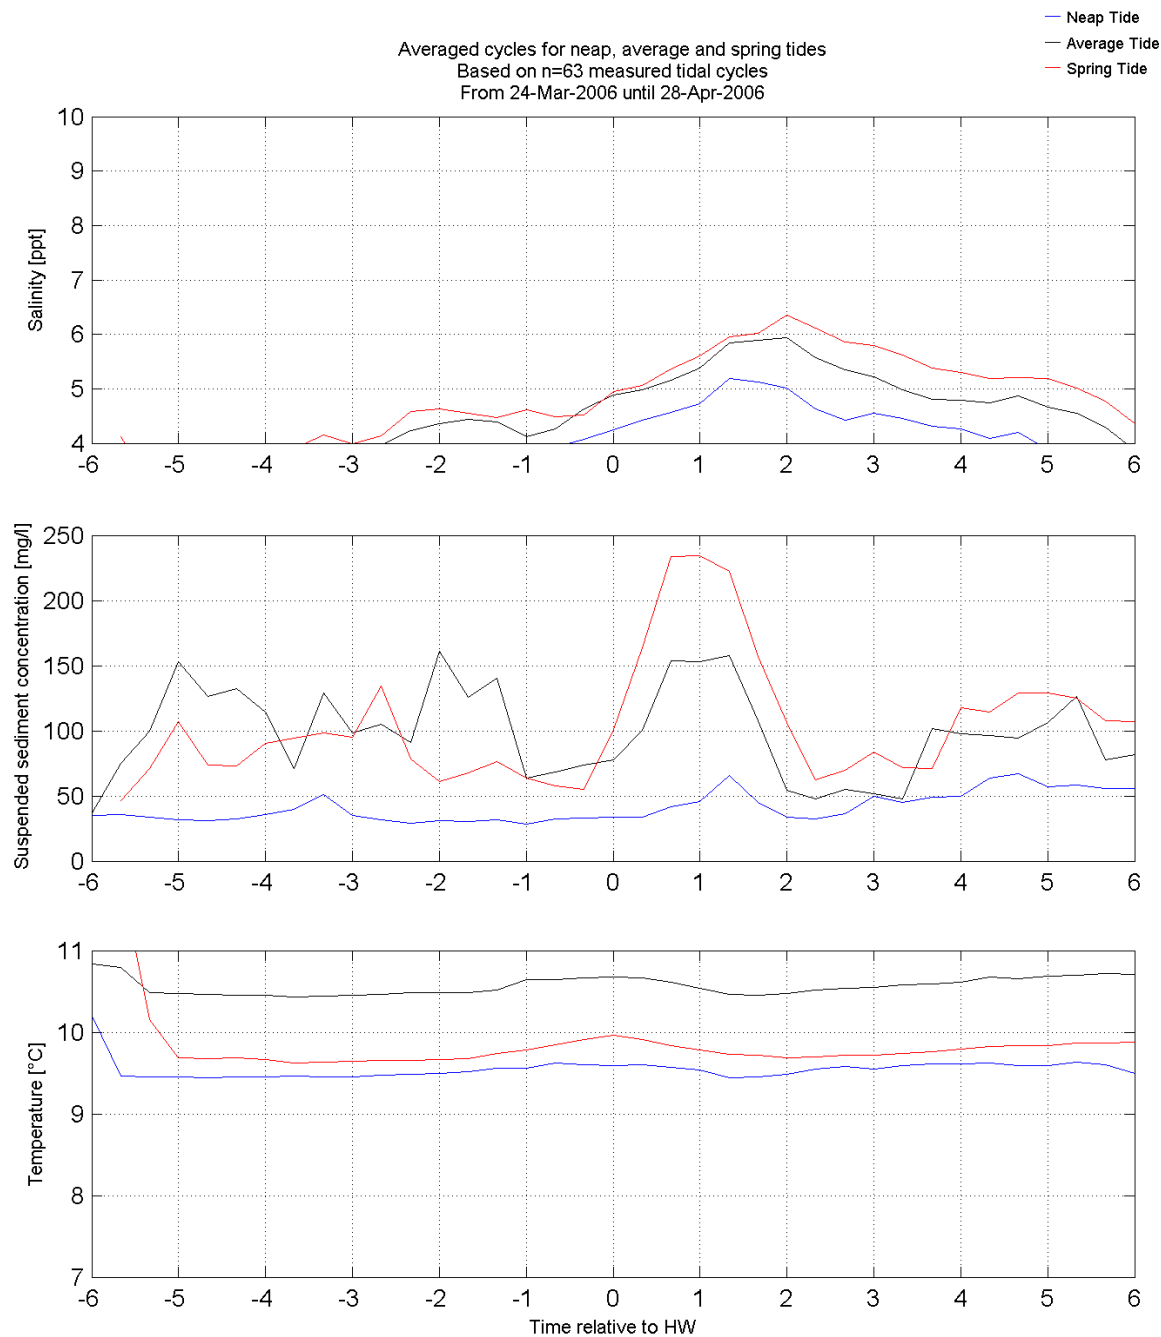 Neap Tide
Average Tide
Spring Tide
Averaged cycles for neap, average and spring tides
Based on n=63 measured tidal cycles
From 24-Mar-2006 until 28-Apr-2006
Salinity [ppt]
10
9
8
7
6
5
4
-6 -5 -4 -3 -2 -1 0 1 2 3 4 5 6
Suspended sediment concentration [mg/l]
250
200
150
100
50
0
-6 -5 -4 -3 -2 -1 0 1 2 3 4 5 6
Temperature [°C]
11
10
9
8
7
-6 -5 -4 -3 -2 -1 0 1 2 3 4 5 6
Time relative to HW